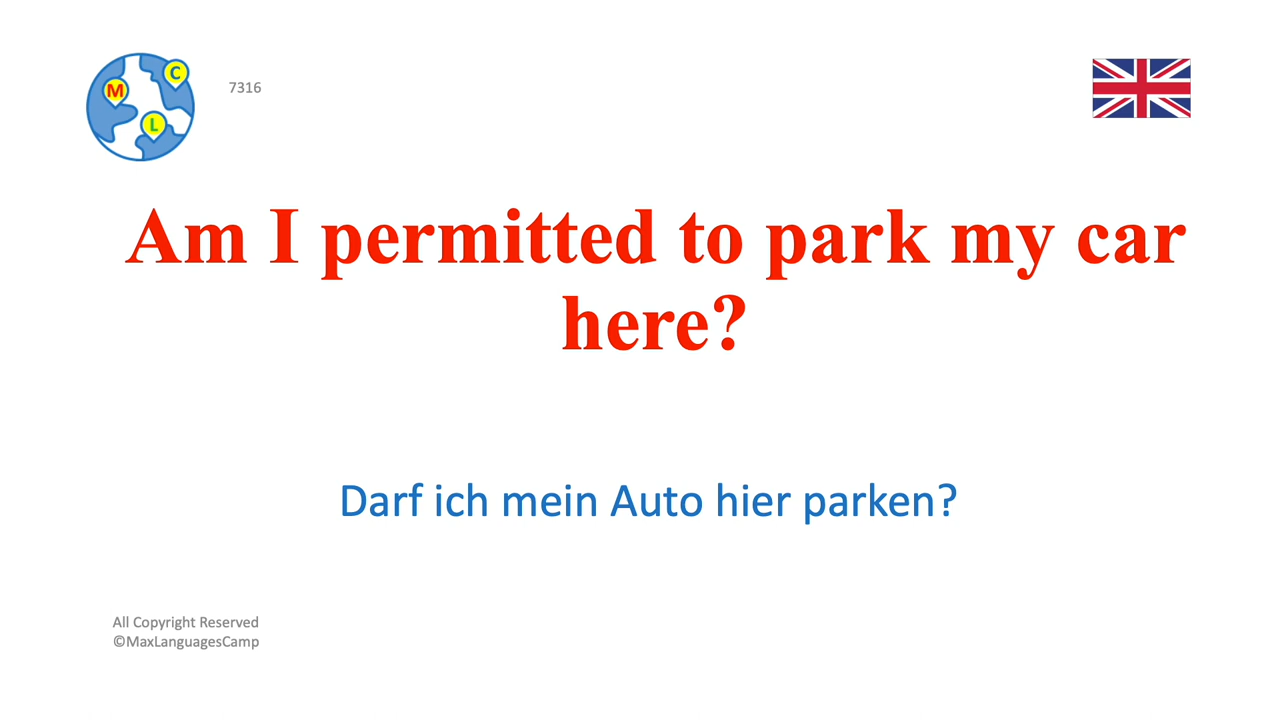 M
C
L
7316
Am I permitted to park my car
here?
Darf ich mein Auto hier parken?
All Copyright Reserved
©MaxLanguagesCamp